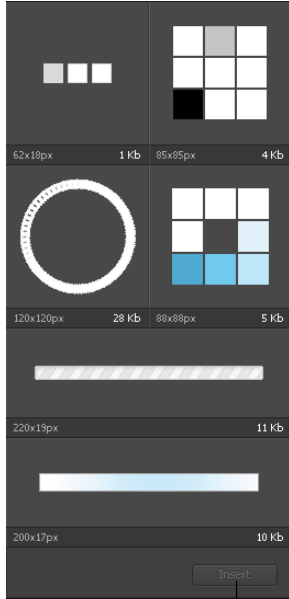 62x18px 1 Kb 85x85px 4 Kb
120x120px 28 Kb 88x88px 5 Kb
220x19px 11 Kb
200x17px 10 Kb
Insert